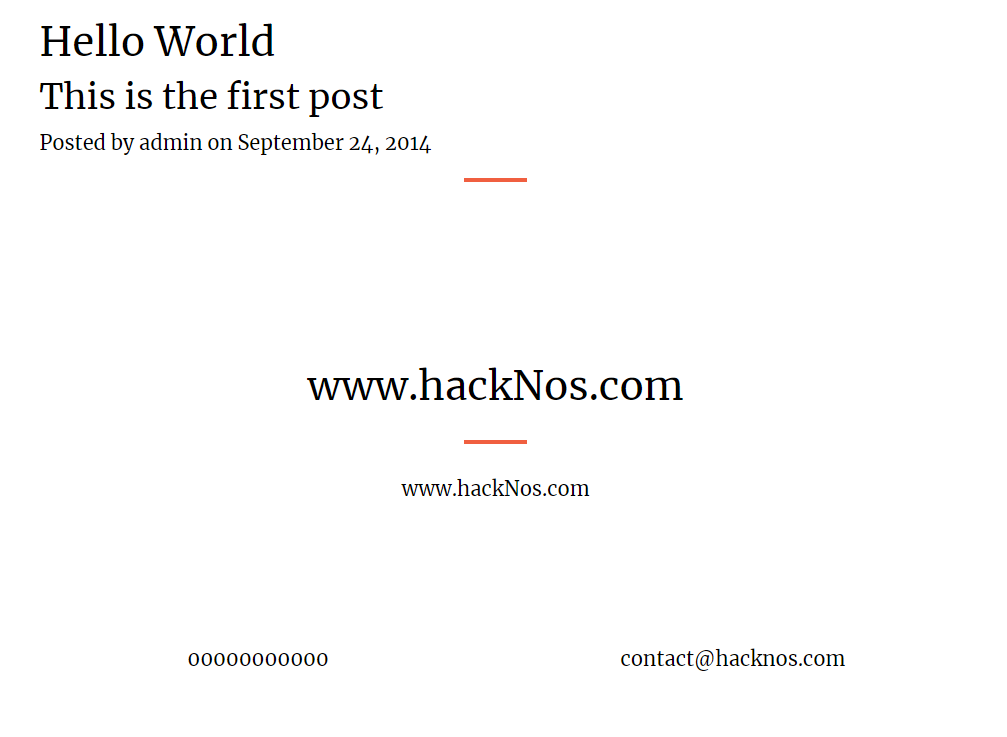 Hello World
This is the first post
Posted by admin on September 24, 2014
www.hackNos.com
www.hackNos.com
00000000000
contact@hacknos.com